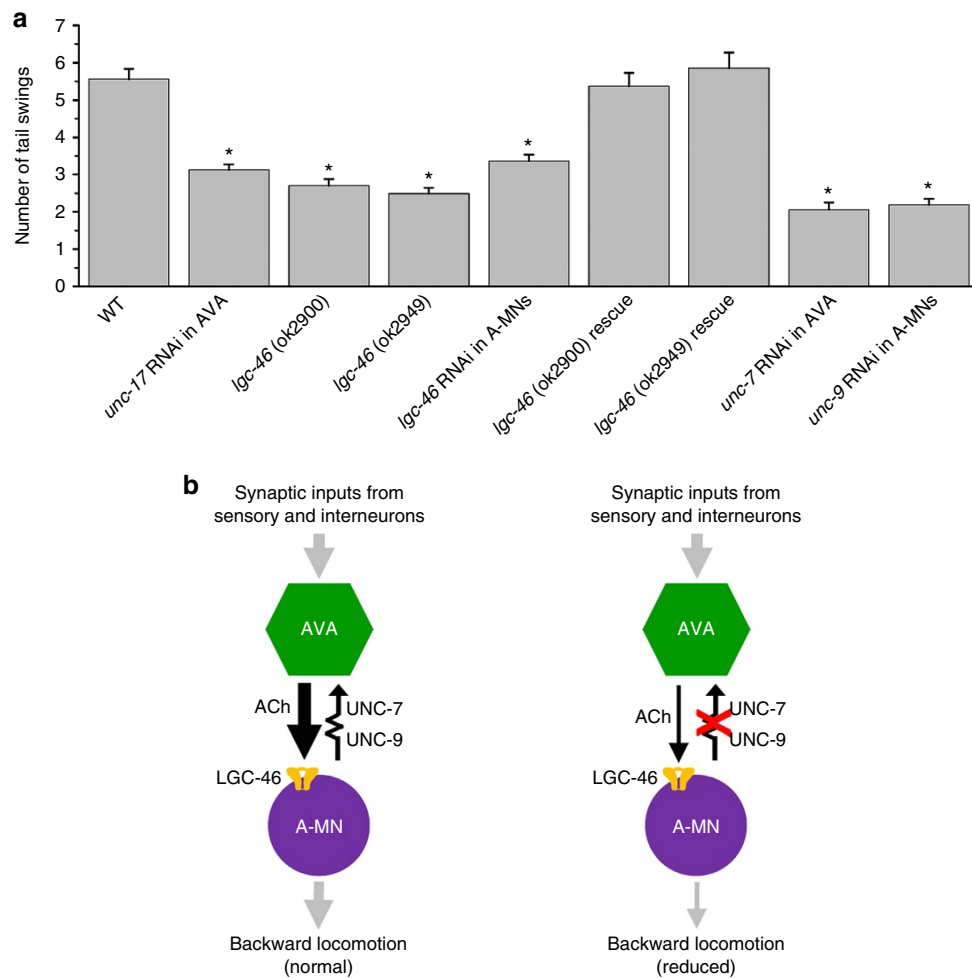 a
7
6
5
4
3
2
1
0
Number of tail swings
*
*
*
*
*
*
WT
unc-17 RNAi in AVA
lgc-46 (ok2900)
lgc-46 (ok2949)
lgc-46 RNAi in A-MNs
lgc-46 (ok2900) rescue
lgc-46 (ok2949) rescue
unc-7 RNAi in AVA
unc-9 RNAi in A-MNs
b
Synaptic inputs from
sensory and interneurons
AVA
ACh
UNC-7
UNC-9
LGC-46
A-MN
Backward locomotion
(normal)
Synaptic inputs from
sensory and interneurons
AVA
ACh
UNC-7
UNC-9
LGC-46
A-MN
Backward locomotion
(reduced)